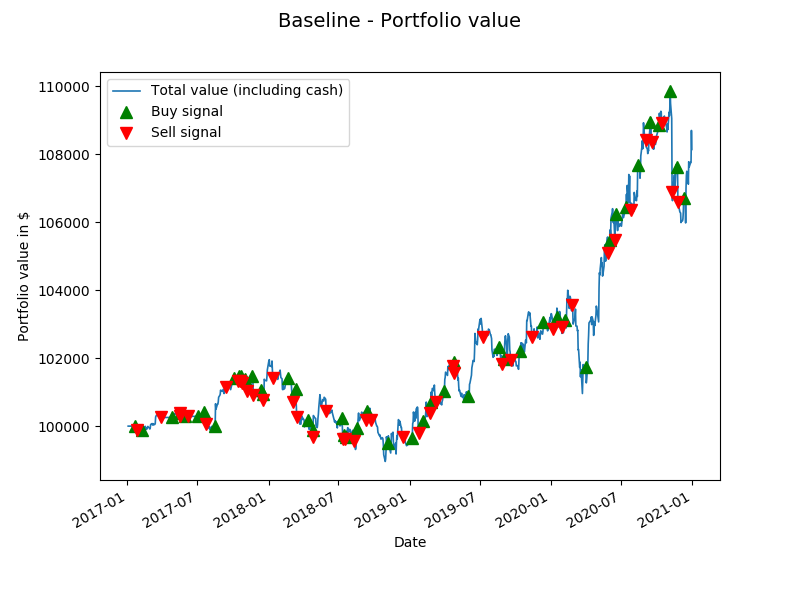 Baseline - Portfolio value
Total value (including cash)
Buy signal
Sell signal
110000
108000
106000
104000
102000
100000
Portfolio value in $
2017-01
2017-07
2018-01
2018-07
2019-01
2019-07
2020-01
2020-07
2021-01
Date